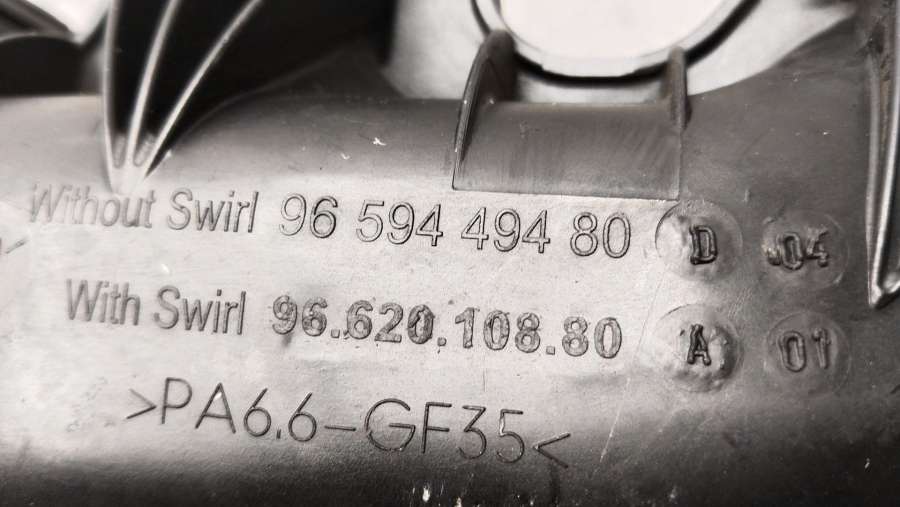 Without Swirl 96 594 494 80 D 04
With Swirl 96.620.108.80 A 01
>PA6.6-GF35<